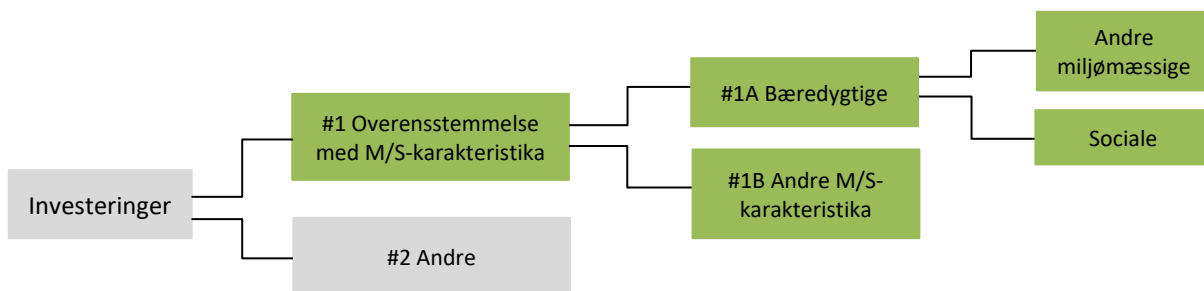 Investeringer
#1 Overensstemmelse
med M/S-karakteristika
#2 Andre
#1A Bæredygtige
#1B Andre M/S-
karakteristika
Andre
miljømæssige
Sociale